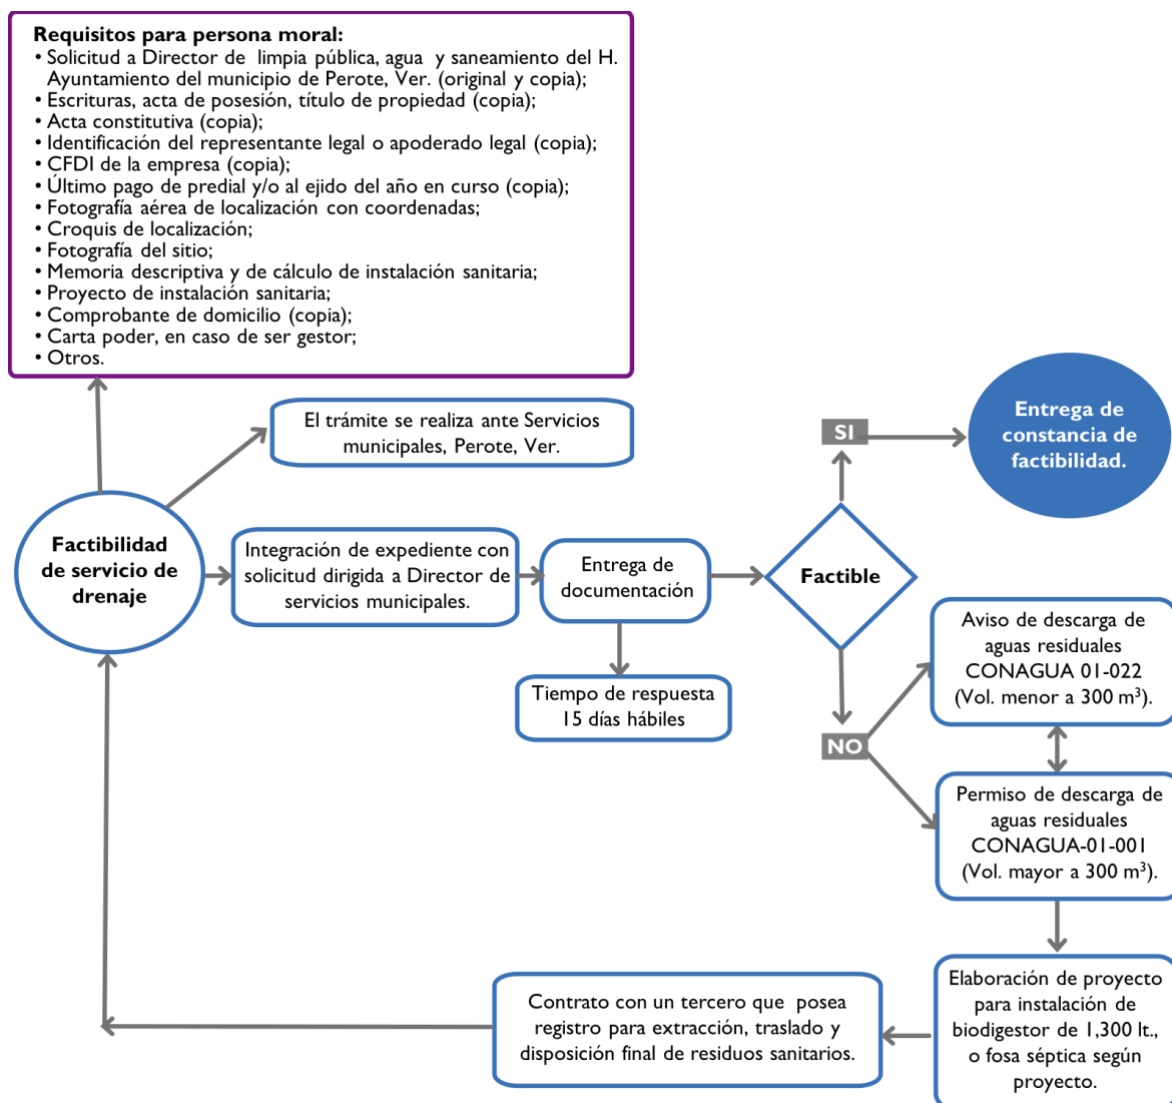 Requisitos para persona moral:
• Solicitud a Director de limpia pública, agua y saneamiento del H.
Ayuntamiento del municipio de Perote, Ver. (original y copia);
• Escrituras, acta de posesión, título de propiedad (copia);
• Acta constitutiva (copia);
• Identificación del representante legal o apoderado legal (copia);
• CFDI de la empresa (copia);
• Último pago de predial y/o al ejido del año en curso (copia);
• Fotografía aérea de localización con coordenadas;
• Croquis de localización;
• Fotografía del sitio;
• Memoria descriptiva y de cálculo de instalación sanitaria;
• Proyecto de instalación sanitaria;
• Comprobante de domicilio (copia);
• Carta poder, en caso de ser gestor;
• Otros.
El trámite se realiza ante Servicios
municipales, Perote, Ver.
Factibilidad
de servicio de
drenaje
Integración de expediente con
solicitud dirigida a Director de
servicios municipales.
Entrega de
documentación
Tiempo de respuesta
15 días hábiles
Factible
SI
Entrega de
constancia de
factibilidad.
NO
Aviso de descarga de
aguas residuales
CONAGUA 01-022
(Vol. menor a 300 m³).
Permiso de descarga de
aguas residuales
CONAGUA-01-001
(Vol. mayor a 300 m³).
Elaboración de proyecto
para instalación de
biodigestor de 1,300 lt.,
o fosa séptica según
proyecto.
Contrato con un tercero que posea
registro para extracción, traslado y
disposición final de residuos sanitarios.